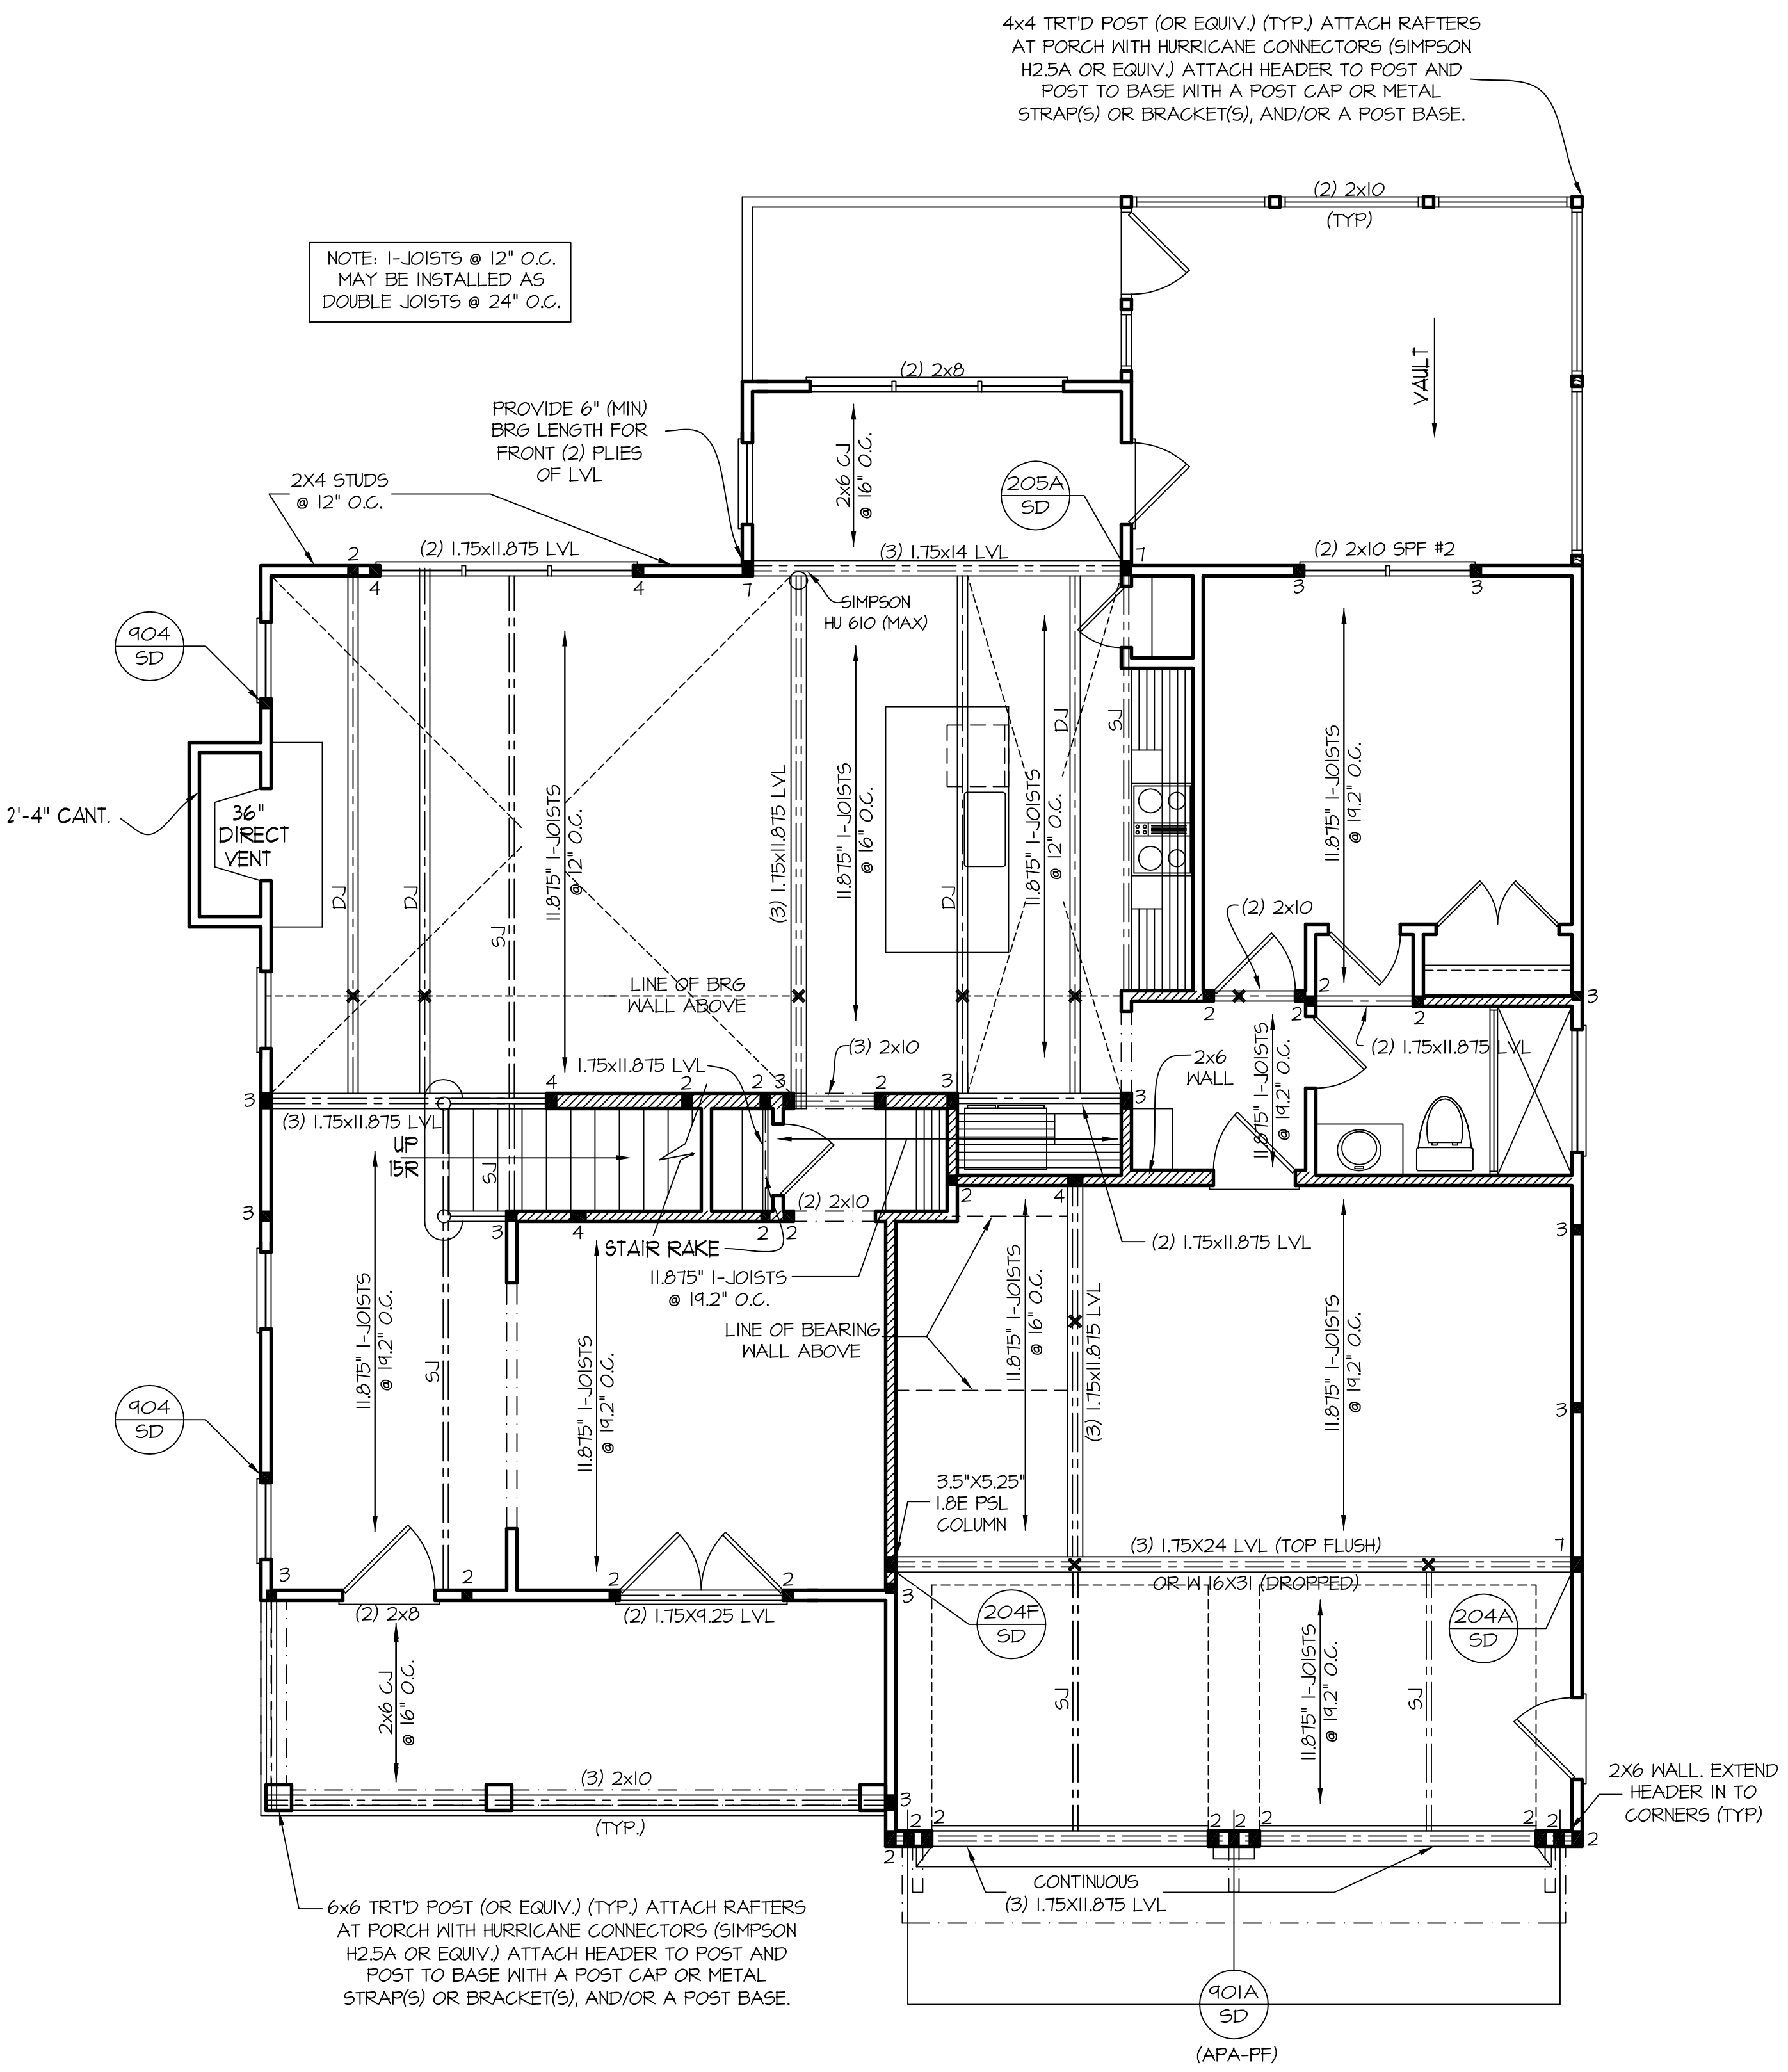 4x4 TRT'D POST (OR EQUIV.) (TYP.) ATTACH RAFTERS
AT PORCH WITH HURRICANE CONNECTORS (SIMPSON
H2.5A OR EQUIV.) ATTACH HEADER TO POST AND
POST TO BASE WITH A POST CAP OR METAL
STRAP(S) OR BRACKET(S), AND/OR A POST BASE.
(2) 2x10
(TYP)
NOTE: I-JOISTS @ 12" O.C.
MAY BE INSTALLED AS
DOUBLE JOISTS @ 24" O.C.
VAULT
(2) 2x8
PROVIDE 6" (MIN)
BRG LENGTH FOR
FRONT (2) PLIES
OF LVL
2x6 CJ
@ 16" O.C.
205A
SD
2X4 STUDS
@ 12" O.C.
2
(2) 1.75x11.875 LVL
(3) 1.75x14 LVL
7
(2) 2x10 SPF #2
4
4
7
3
3
SIMPSON
HU 610 (MAX)
904
SD
2'-4" CANT.
36"
DIRECT
VENT
DJ
DJ
SJ
11.875" I-JOISTS
@ 12" O.C.
(3) 1.75x11.875 LVL
11.875" I-JOISTS
@ 16" O.C.
DJ
11.875" I-JOISTS
@ 12" O.C.
DJ
SJ
11.875" I-JOISTS
@ 19.2" O.C.
(2) 2x10
LINE OF BRG
WALL ABOVE
2
3
2
2
2
(2) 1.75x11.875 LVL
11.875" I-JOISTS
@ 19.2" O.C.
2x6
WALL
(3) 2x10
1.75x11.875 LVL
3
4
2
2
3
2
3
3
(3) 1.75x11.875 LVL
UP
15R
SJ
3
3
4
2
2
(2) 2x10
2
4
STAIR RAKE
(2) 1.75x11.875 LVL
3
11.875" I-JOISTS
@ 19.2" O.C.
LINE OF BEARING
WALL ABOVE
11.875" I-JOISTS
@ 19.2" O.C.
SJ
11.875" I-JOISTS
@ 19.2" O.C.
11.875" I-JOISTS
@ 16" O.C.
(3) 1.75x11.875 LVL
11.875" I-JOISTS
@ 19.2" O.C.
3
904
SD
3.5"X5.25"
1.8E PSL
COLUMN
(3) 1.75X24 LVL (TOP FLUSH)
7
OR W 16X31 (DROPPED)
3
2
2
2
3
(2) 2x8
(2) 1.75X9.25 LVL
204F
SD
204A
SD
2x6 CJ
@ 16" O.C.
SJ
11.875" I-JOISTS
@ 19.2" O.C.
SJ
(3) 2x10
(TYP.)
3
2X6 WALL. EXTEND
HEADER IN TO
CORNERS (TYP)
2
2
2
2
2
2
2
2
2
2
CONTINUOUS
(3) 1.75X11.875 LVL
6x6 TRT'D POST (OR EQUIV.) (TYP.) ATTACH RAFTERS
AT PORCH WITH HURRICANE CONNECTORS (SIMPSON
H2.5A OR EQUIV.) ATTACH HEADER TO POST AND
POST TO BASE WITH A POST CAP OR METAL
STRAP(S) OR BRACKET(S), AND/OR A POST BASE.
901A
SD
(APA-PF)